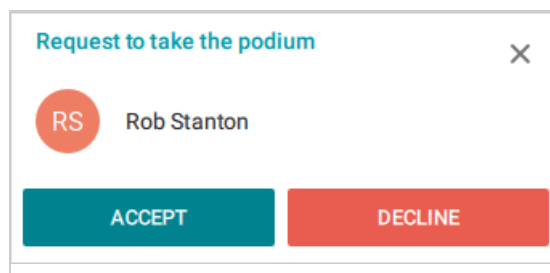 Request to take the podium
RS
Rob Stanton
ACCEPT
DECLINE